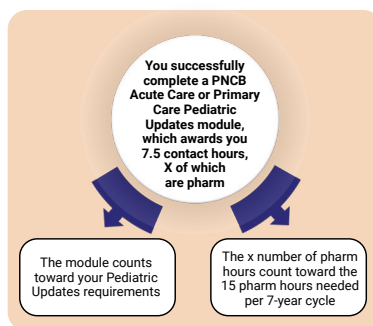 You successfully
complete a PNCB
Acute Care or Primary
Care Pediatric
Updates module,
which awards you
7.5 contact hours,
X of which
are pharm
The module counts
toward your Pediatric
Updates requirements
The x number of pharm
hours count toward the
15 pharm hours needed
per 7-year cycle